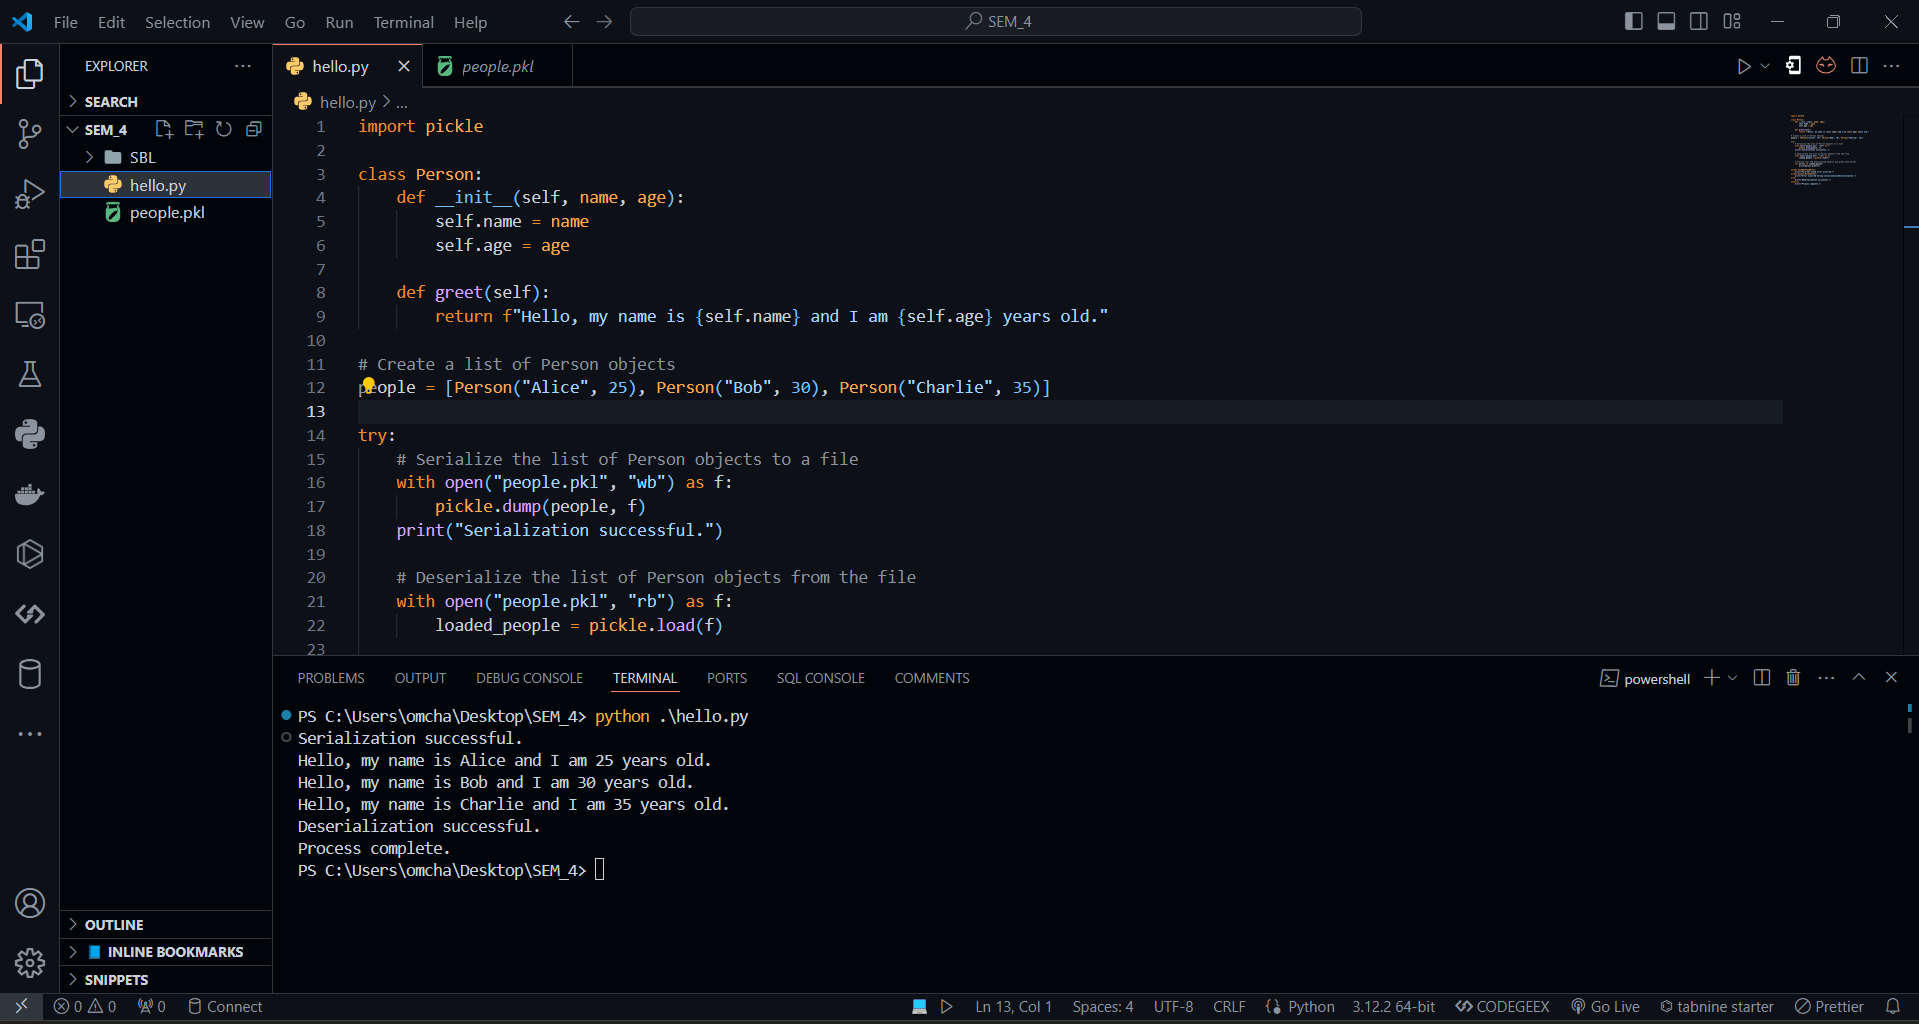 File Edit Selection View Go Run Terminal Help
SEM_4
EXPLORER
SEARCH
SEM_4
SBL
hello.py
people.pkl
OUTLINE
INLINE BOOKMARKS
SNIPPETS
hello.py people.pkl
hello.py > ...
1 import pickle
2
3 class Person:
4     def __init__(self, name, age):
5         self.name = name
6         self.age = age
7
8     def greet(self):
9         return f"Hello, my name is {self.name} and I am {self.age} years old."
10
11 # Create a list of Person objects
12 people = [Person("Alice", 25), Person("Bob", 30), Person("Charlie", 35)]
13
14 try:
15     # Serialize the list of Person objects to a file
16     with open("people.pkl", "wb") as f:
17         pickle.dump(people, f)
18     print("Serialization successful.")
19
20     # Deserialize the list of Person objects from the file
21     with open("people.pkl", "rb") as f:
22         loaded_people = pickle.load(f)
23
PROBLEMS OUTPUT DEBUG CONSOLE TERMINAL PORTS SQL CONSOLE COMMENTS
powershell
PS C:\Users\omcha\Desktop\SEM_4> python .\hello.py
Serialization successful.
Hello, my name is Alice and I am 25 years old.
Hello, my name is Bob and I am 30 years old.
Hello, my name is Charlie and I am 35 years old.
Deserialization successful.
Process complete.
PS C:\Users\omcha\Desktop\SEM_4>
0 0 0 Connect Ln 13, Col 1 Spaces: 4 UTF-8 CRLF Python 3.12.2 64-bit CODEGEEX Go Live tabnine starter Prettier